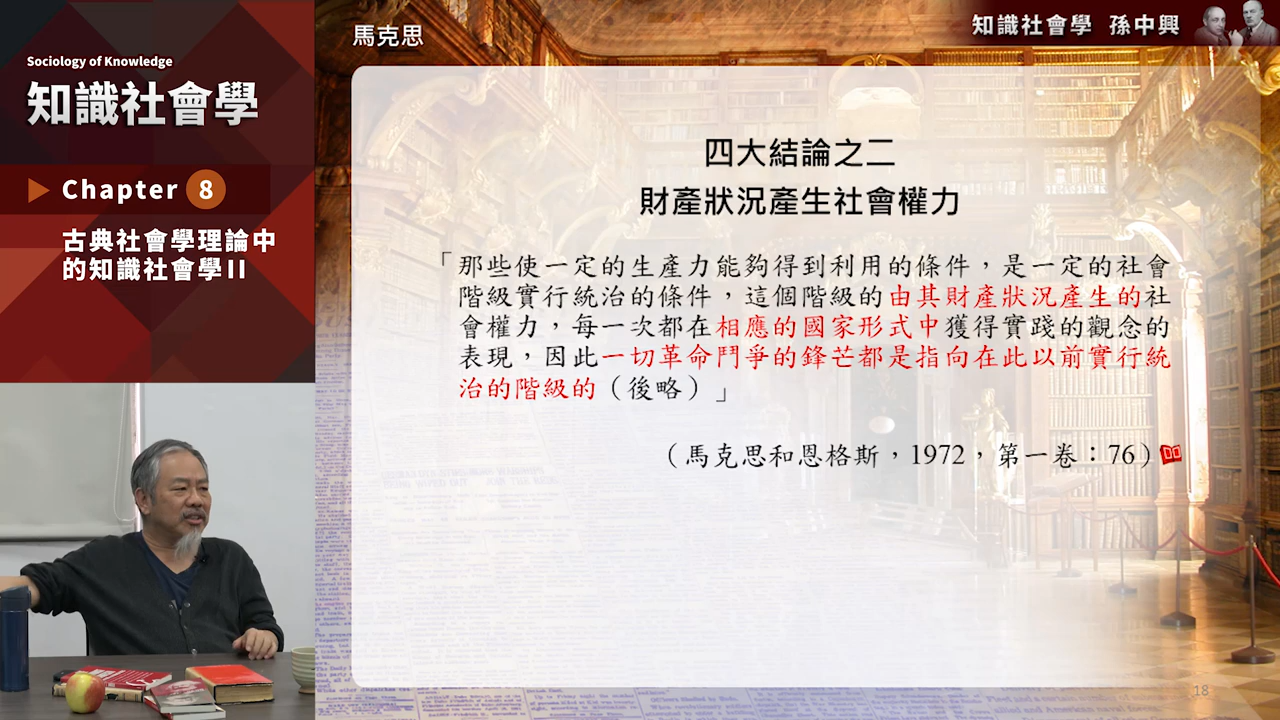 Sociology of Knowledge
知識社會學
Chapter 8
古典社會學理論中
的知識社會學II
馬克思
知識社會學 孫中興
四大結論之二
財產狀況產生社會權力
「那些使一定的生產力能夠得到利用的條件,是一定的社會
階級實行統治的條件,這個階級的由其財產狀況產生的社
會權力,每一次都在相應的國家形式中獲得實踐的觀念的
表現,因此一切革命鬥爭的鋒芒都是指向在此以前實行統
治的階級的(後略)」
(馬克思和恩格斯,1972,第一卷:76)
18